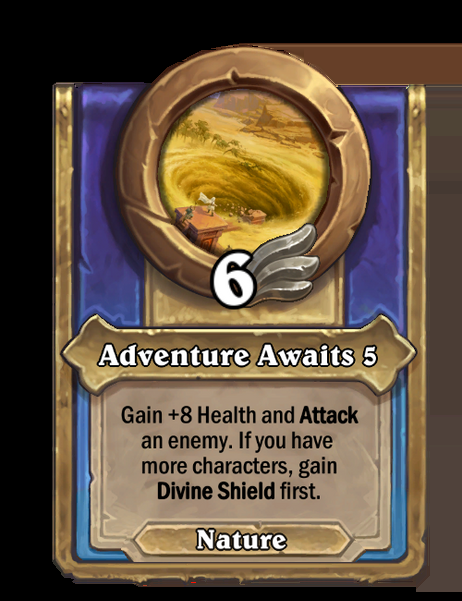 6
Adventure Awaits 5
Gain +8 Health and Attack
an enemy. If you have
more characters, gain
Divine Shield first.
Nature